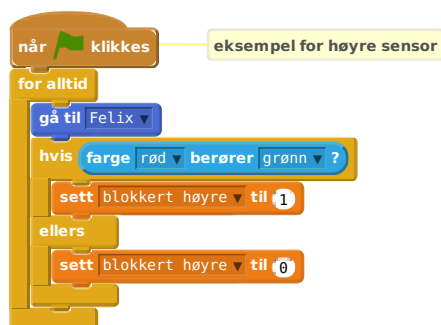 når klikkes eksempel for høyre sensor
for alltid
gå til Felix
hvis farge rød berører grønn ?
sett blokkert høyre til 1
ellers
sett blokkert høyre til 0